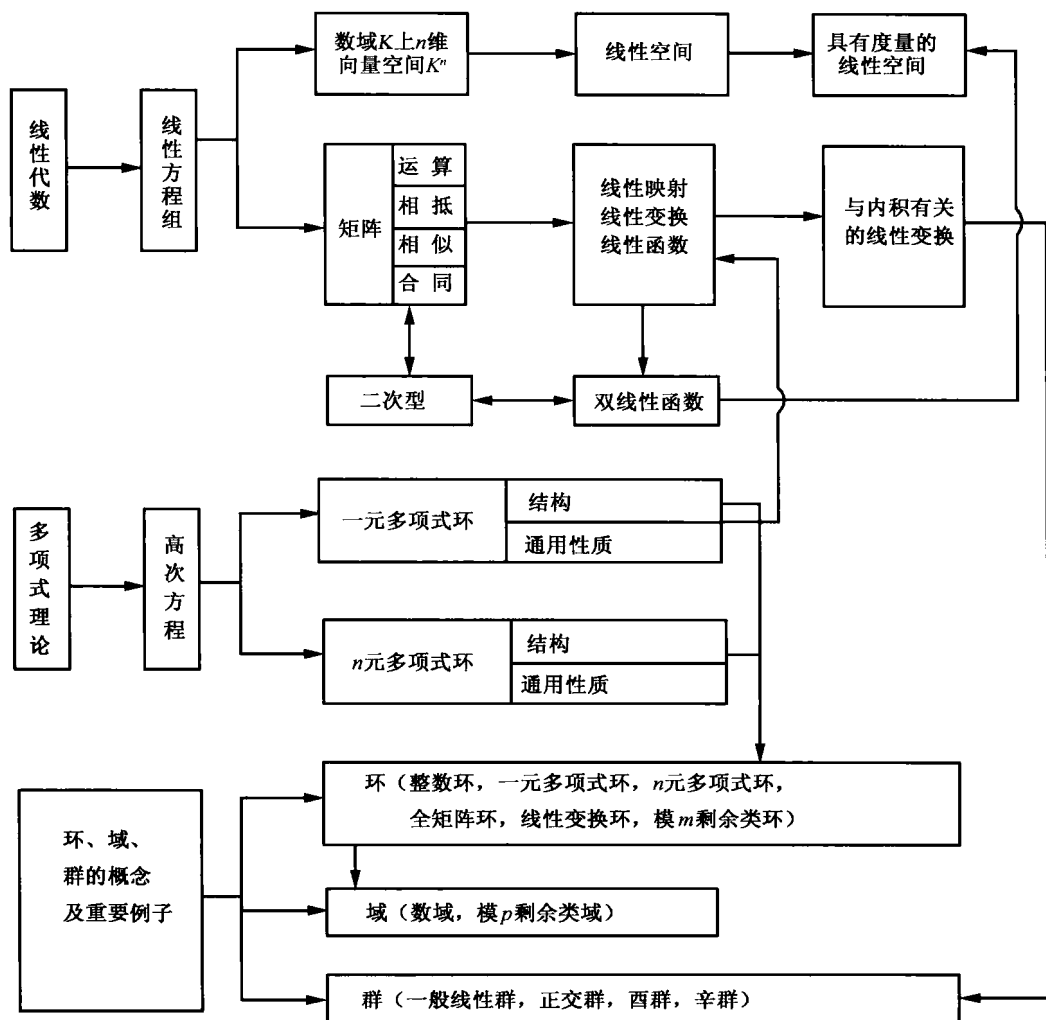 数域K上n维
向量空间Kⁿ
线性空间
具有度量的
线性空间
线性代数
线性方程组
矩阵
运算
相抵
相似
合同
线性映射
线性变换
线性函数
与内积有关
的线性变换
二次型
双线性函数
多项式理论
高次方程
一元多项式环
结构
通用性质
n元多项式环
结构
通用性质
环、域、
群的概念
及重要例子
环（整数环，一元多项式环，n元多项式环，
全矩阵环，线性变换环，模m剩余类环）
域（数域，模p剩余类域）
群（一般线性群，正交群，酉群，辛群）